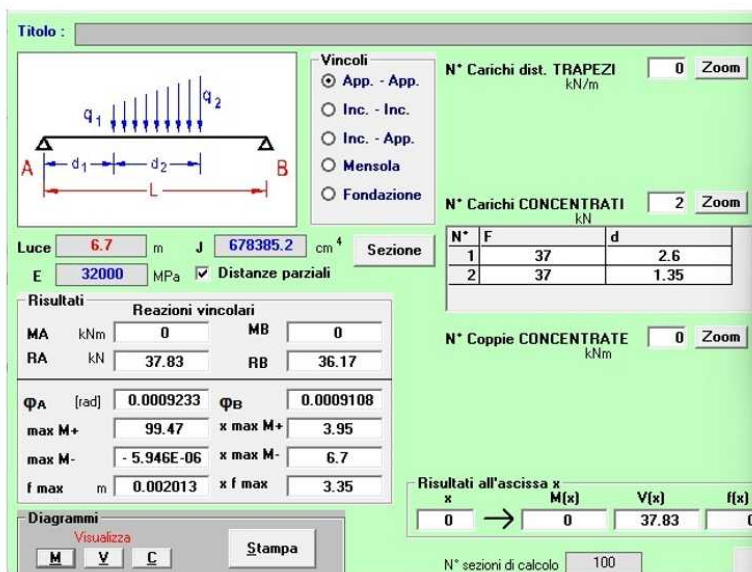 Titolo :
q1 q2
A d1 d2 B
L
Vincoli
App. - App.
Inc. - Inc.
Inc. - App.
Mensola
Fondazione
N° Carichi dist. TRAPEZI 0 Zoom
kN/m
N° Carichi CONCENTRATI 2 Zoom
kN
N° F d
1 37 2.6
2 37 1.35
N° Coppie CONCENTRATE 0 Zoom
kNm
Luce 6.7 m J 678385.2 cm 4 Sezione
E 32000 MPa Distanze parziali
Risultati
Reazioni vincolari
MA kNm 0 MB 0
RA kN 37.83 RB 36.17
φA [rad] 0.0009233 φB 0.0009108
max M+ 99.47 x max M+ 3.95
max M- - 5.946E-06 x max M- 6.7
f max m 0.002013 x f max 3.35
Risultati all'ascissa x
x M(x) V(x) f(x)
0 0 37.83
Diagrammi
Visualizza
M V C Stampa
N° sezioni di calcolo 100